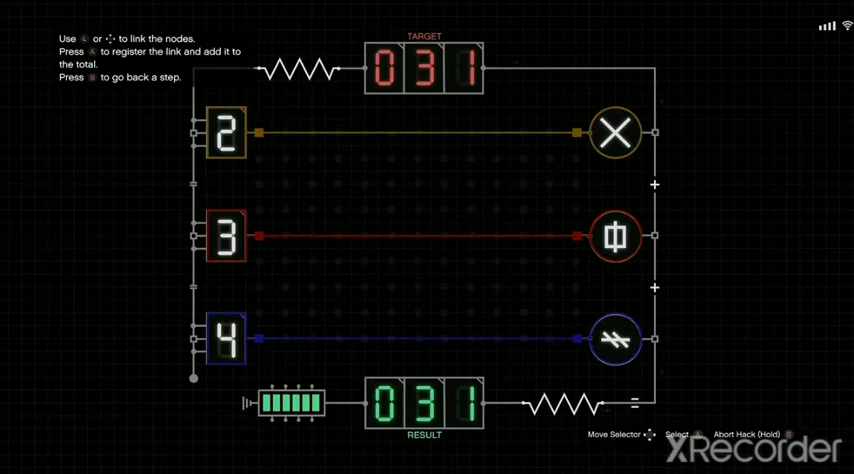 TARGET
Use L or to link the nodes.
Press A to register the link and add it to
the total.
Press B to go back a step.
031
2
3
4
031
RESULT
Move Selector Select A Abort Hack (Hold) B
XRecorder